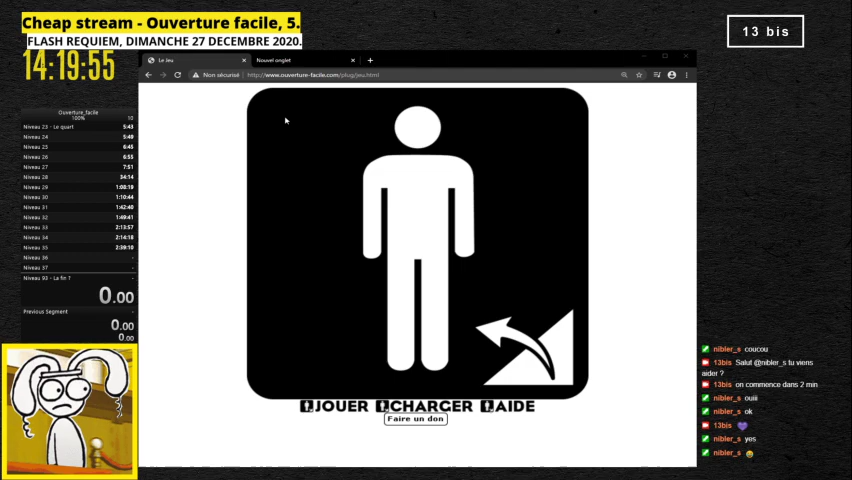 Cheap stream - Ouverture facile, 5.
FLASH REQUIEM, DIMANCHE 27 DECEMBRE 2020.
14:19:55
13 bis
Le Jeu
Nouvel onglet
Non sécurisé
http://www.ouverture-facile.com/plug/jeu.html
Ouverture_facile
100% 10
Niveau 23 - Le quart 5:43
Niveau 24 5:49
Niveau 25 6:45
Niveau 26 6:55
Niveau 27 7:51
Niveau 28 34:14
Niveau 29 1:00:19
Niveau 30 1:10:44
Niveau 31 1:42:40
Niveau 32 1:49:41
Niveau 33 2:13:57
Niveau 34 2:14:18
Niveau 35 2:39:10
Niveau 36 -
Niveau 37 -
Niveau 93 - La fin ? -
0.00
Previous Segment -
0.00
0.00
JOUER CHARGER AIDE
Faire un don
nibler_s coucou
13bis Salut @nibler_s tu viens
aider ?
13bis on commence dans 2 min
nibler_s ouiii
nibler_s ok
13bis
nibler_s yes
nibler_s